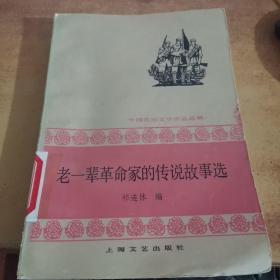 中国民间文学作品选编
老一辈革命家的传说故事选
祁连休 编
上海文艺出版社